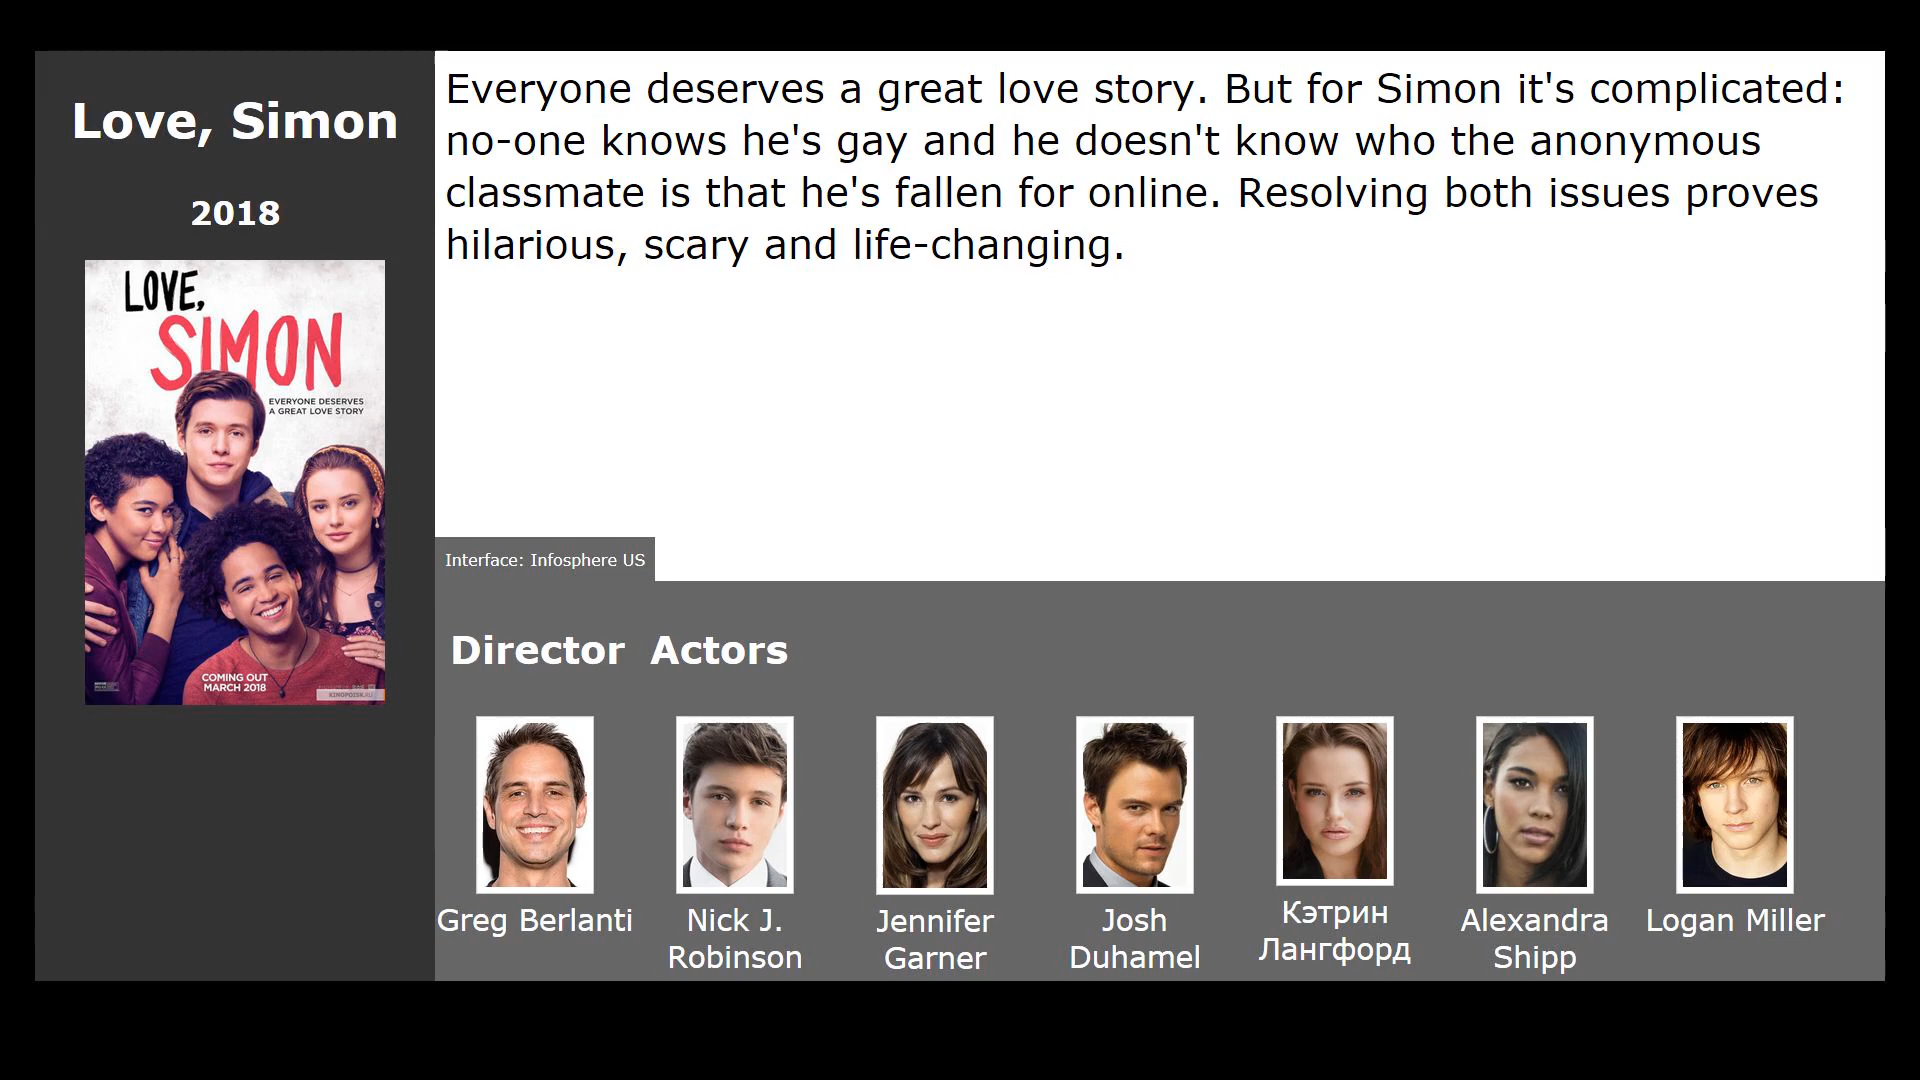 Love, Simon
2018
LOVE,
SIMON
EVERYONE DESERVES
A GREAT LOVE STORY
COMING OUT
MARCH 2018
KINOPOISK.RU
Everyone deserves a great love story. But for Simon it's complicated:
no-one knows he's gay and he doesn't know who the anonymous
classmate is that he's fallen for online. Resolving both issues proves
hilarious, scary and life-changing.
Interface: Infosphere US
Director Actors
Greg Berlanti
Nick J.
Robinson
Jennifer
Garner
Josh
Duhamel
Кэтрин
Лангфорд
Alexandra
Shipp
Logan Miller